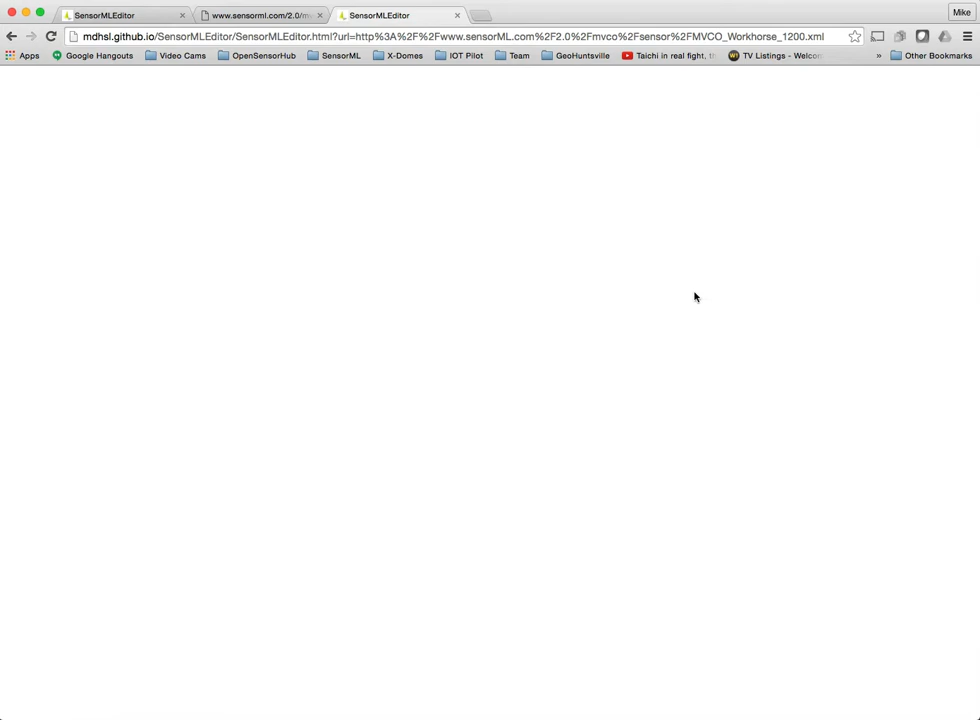 SensorMLEditor
www.sensorml.com/2.0/m
SensorMLEditor
Mike
mdhsl.github.io/SensorMLEditor/SensorMLEditor.html?url=http%3A%2F%2Fwww.sensorML.com%2F2.0%2Fmvco%2Fsensor%2FMVCO_Workhorse_1200.xml
Apps Google Hangouts Video Cams OpenSensorHub SensorML X-Domes IOT Pilot Team GeoHuntsville Taichi in real fight, t TV Listings - Welcom » Other Bookmarks